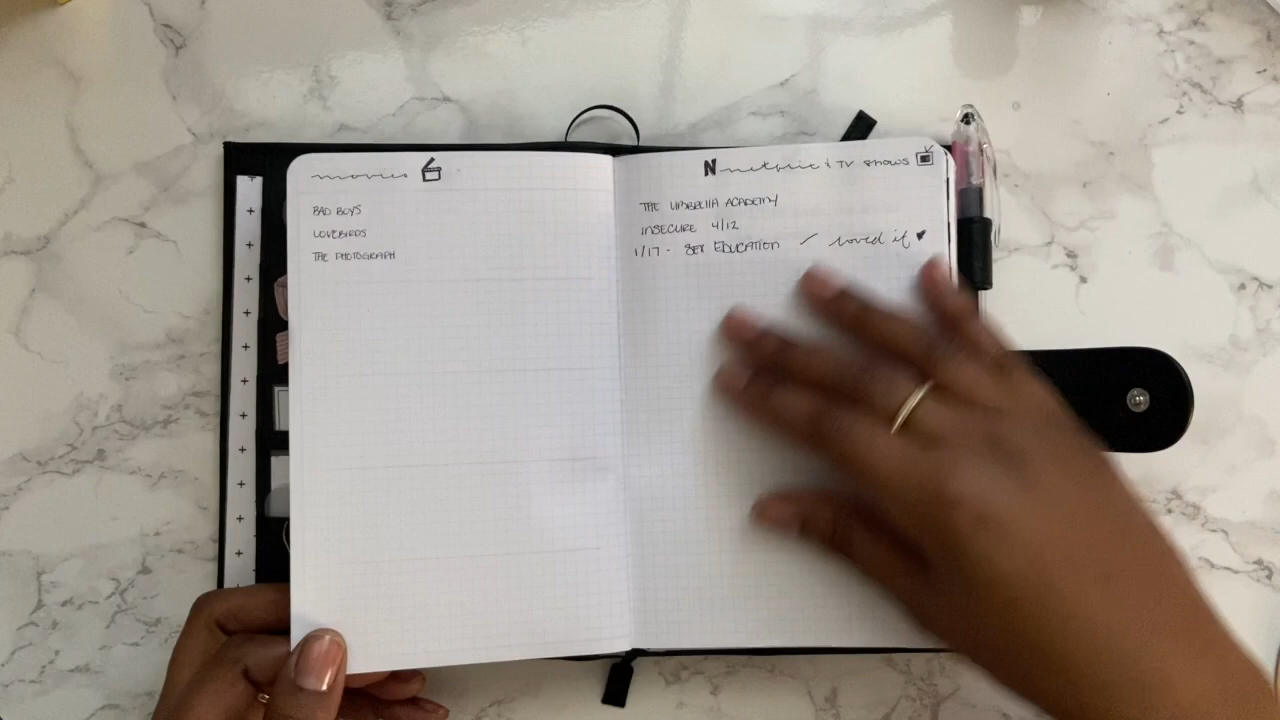 movies
BAD BOYS
LOVEBIRDS
THE PHOTOGRAPH
N netflix & TV shows
THE UMBRELLA ACADEMY
INSECURE 4/12
1/17 - SEX EDUCATION ✓ loved it ♥